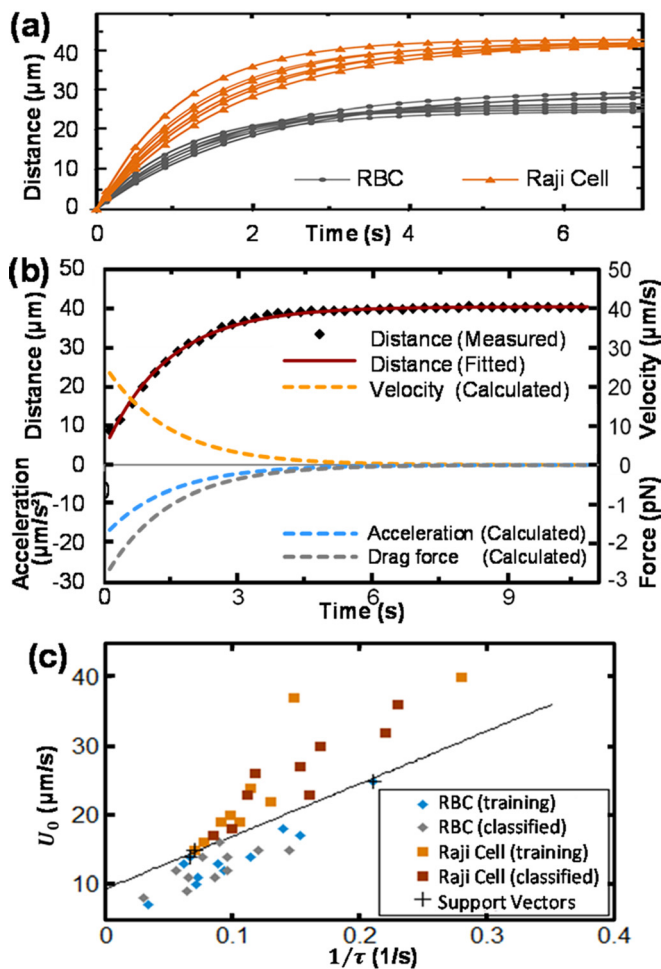 (a)
Distance (μm)
40
30
20
10
0
RBC
Raji Cell
0
2
4
6
Time (s)
(b)
Distance (μm)
50
40
30
20
10
0
-10
-20
-30
Acceleration
(μm/s²)
Distance (Measured)
Distance (Fitted)
Velocity (Calculated)
Acceleration (Calculated)
Drag force (Calculated)
50
40
30
20
10
0
-1
-2
-3
Velocity (μm/s)
Force (pN)
0
3
6
9
Time (s)
(c)
U₀ (μm/s)
40
30
20
10
RBC (training)
RBC (classified)
Raji Cell (training)
Raji Cell (classified)
Support Vectors
0
0.1
0.2
0.3
0.4
1/τ (1/s)